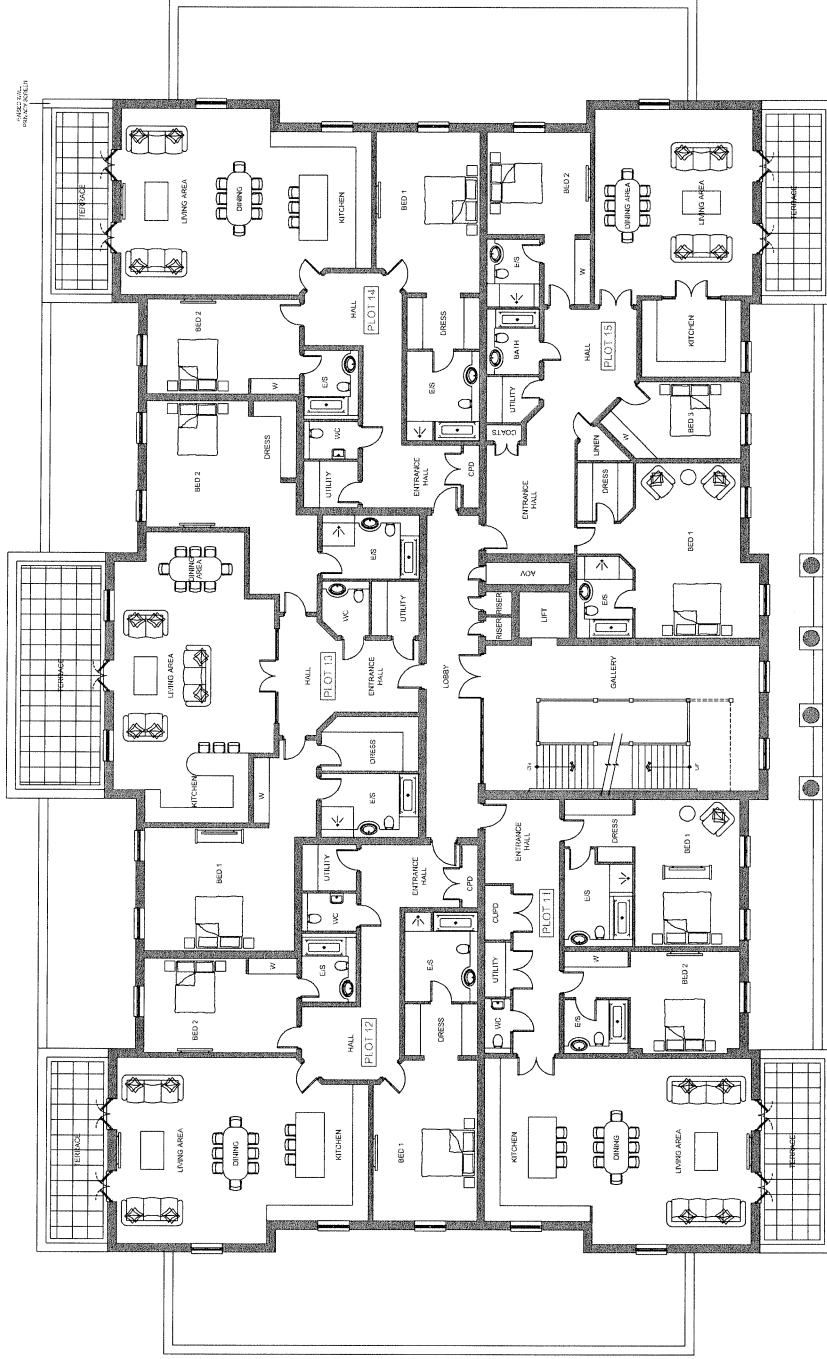 RAISED WALL
PRIVACY SCREEN
TERRACE
LIVING AREA
DINING
KITCHEN
BED 1
BED 2
DINING AREA
LIVING AREA
TERRACE
E/S
W
HALL
PLOT 14
DRESS
BED 2
W
E/S
E/S
BATH
HALL
PLOT 15
KITCHEN
UTILITY
COATS
LINEN
W
BED 3
BED 2
DRESS
WC
UTILITY
ENTRANCE
HALL
CPD
ENTRANCE
HALL
DRESS
BED 1
E/S
AOV
RISER
RISER
LIFT
E/S
DINING
AREA
WC
UTILITY
TERRACE
LIVING AREA
HALL
PLOT 13
ENTRANCE
HALL
LOBBY
GALLERY
KITCHEN
W
DRESS
E/S
BED 1
UTILITY
WC
ENTRANCE
HALL
CPD
ENTRANCE
HALL
PLOT 11
CUPD
UTILITY
WC
DRESS
BED 1
E/S
W
BED 2
E/S
BED 2
W
E/S
E/S
DRESS
HALL
PLOT 12
TERRACE
LIVING AREA
DINING
KITCHEN
BED 1
KITCHEN
DINING
LIVING AREA
TERRACE